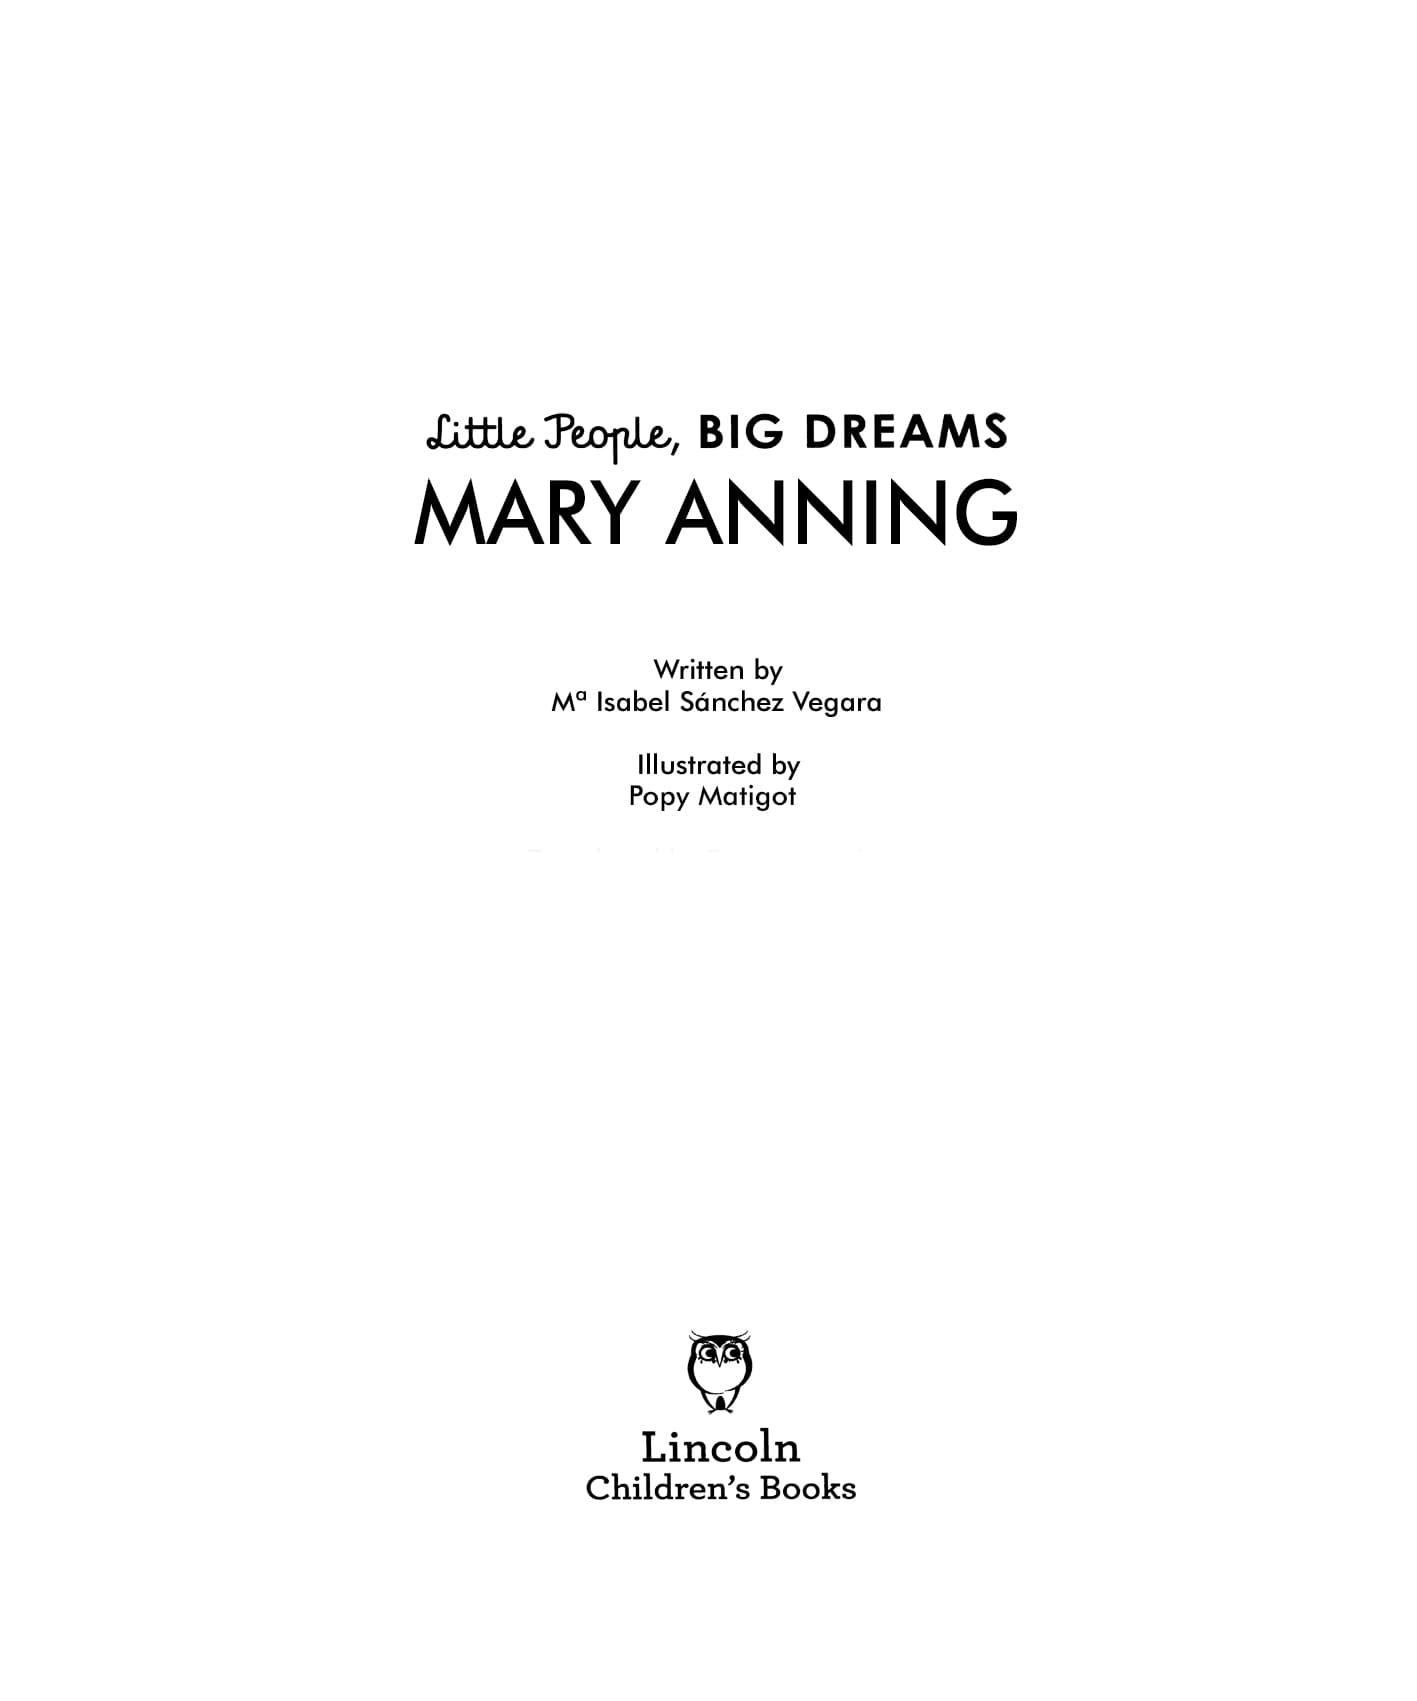 Little People, BIG DREAMS
MARY ANNING
Written by
Mª Isabel Sánchez Vegara
Illustrated by
Popy Matigot
Lincoln
Children's Books